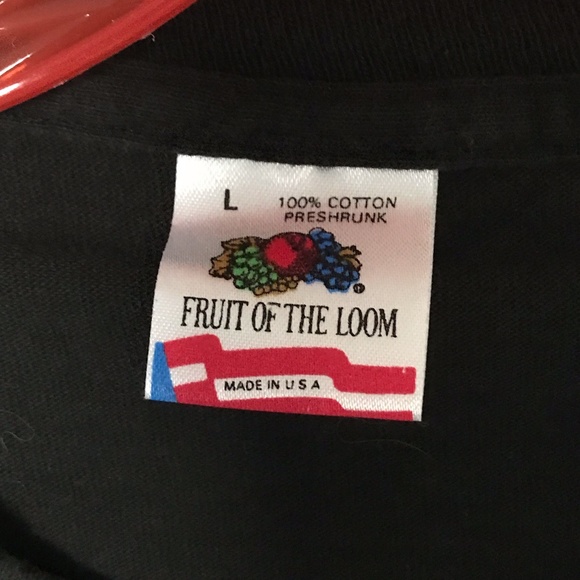 L
100% COTTON
PRESHRUNK
®
FRUIT OF THE LOOM
MADE IN U S A